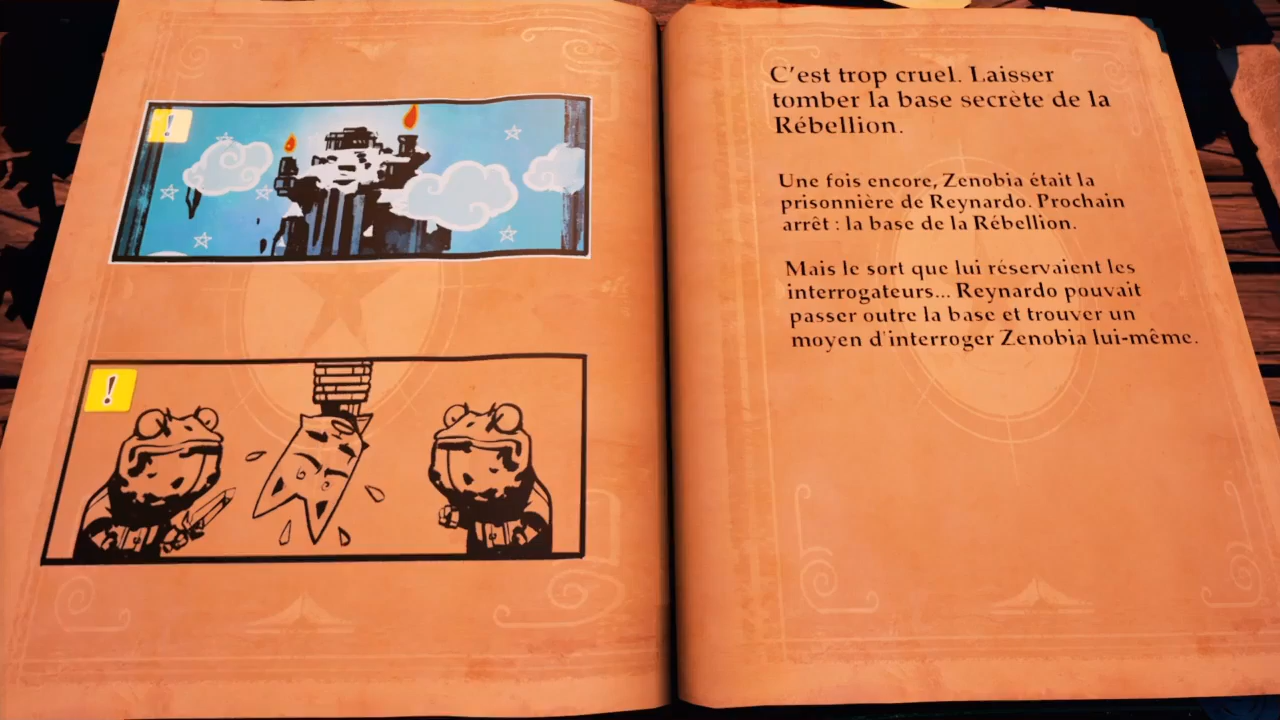 !
!
C'est trop cruel. Laisser
tomber la base secrète de la
Rébellion.
Une fois encore, Zenobia était la
prisonnière de Reynardo. Prochain
arrêt : la base de la Rébellion.
Mais le sort que lui réservaient les
interrogateurs... Reynardo pouvait
passer outre la base et trouver un
moyen d'interroger Zenobia lui-même.